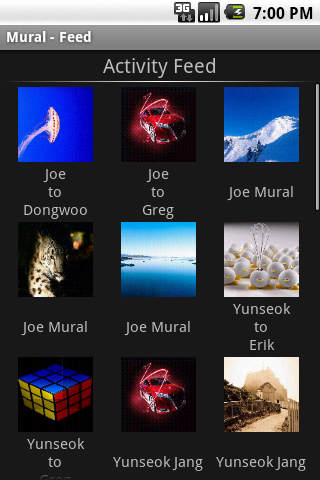 3G
7:00 PM
Mural - Feed
Activity Feed
Joe
to
Dongwoo
Joe
to
Greg
Joe Mural
Joe Mural
Joe Mural
Yunseok
to
Erik
Yunseok
to
Greg
Yunseok Jang
Yunseok Jang